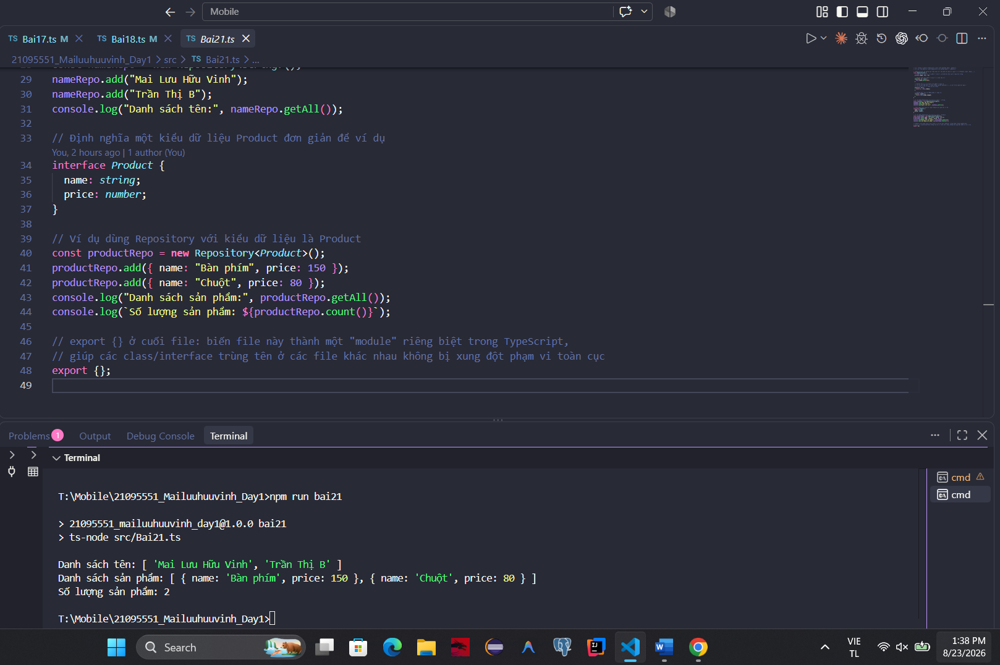 Mobile
TS Bai17.ts M
TS Bai18.ts M
TS Bai21.ts
21095551_Mailuuhuuvinh_Day1 > src > TS Bai21.ts > ...
29 nameRepo.add("Mai Lưu Hữu Vinh");
30 nameRepo.add("Trần Thị B");
31 console.log("Danh sách tên:", nameRepo.getAll());
32
33 // Định nghĩa một kiểu dữ liệu Product đơn giản để ví dụ
You, 2 hours ago | 1 author (You)
34 interface Product {
35 name: string;
36 price: number;
37 }
38
39 // Ví dụ dùng Repository với kiểu dữ liệu là Product
40 const productRepo = new Repository<Product>();
41 productRepo.add({ name: "Bàn phím", price: 150 });
42 productRepo.add({ name: "Chuột", price: 80 });
43 console.log("Danh sách sản phẩm:", productRepo.getAll());
44 console.log(`Số lượng sản phẩm: ${productRepo.count()}`);
45
46 // export {} ở cuối file: biến file này thành một "module" riêng biệt trong TypeScript,
47 // giúp các class/interface trùng tên ở các file khác nhau không bị xung đột phạm vi toàn cục
48 export {};
49
Problems 1 Output Debug Console Terminal
Terminal
cmd
cmd
T:\Mobile\21095551_Mailuuhuuvinh_Day1>npm run bai21
> 21095551_mailuuhuuvinh_day1@1.0.0 bai21
> ts-node src/Bai21.ts
Danh sách tên: [ 'Mai Lưu Hữu Vinh', 'Trần Thị B' ]
Danh sách sản phẩm: [ { name: 'Bàn phím', price: 150 }, { name: 'Chuột', price: 80 } ]
Số lượng sản phẩm: 2
T:\Mobile\21095551_Mailuuhuuvinh_Day1>
Search
VIE
TL
1:38 PM
8/23/2026